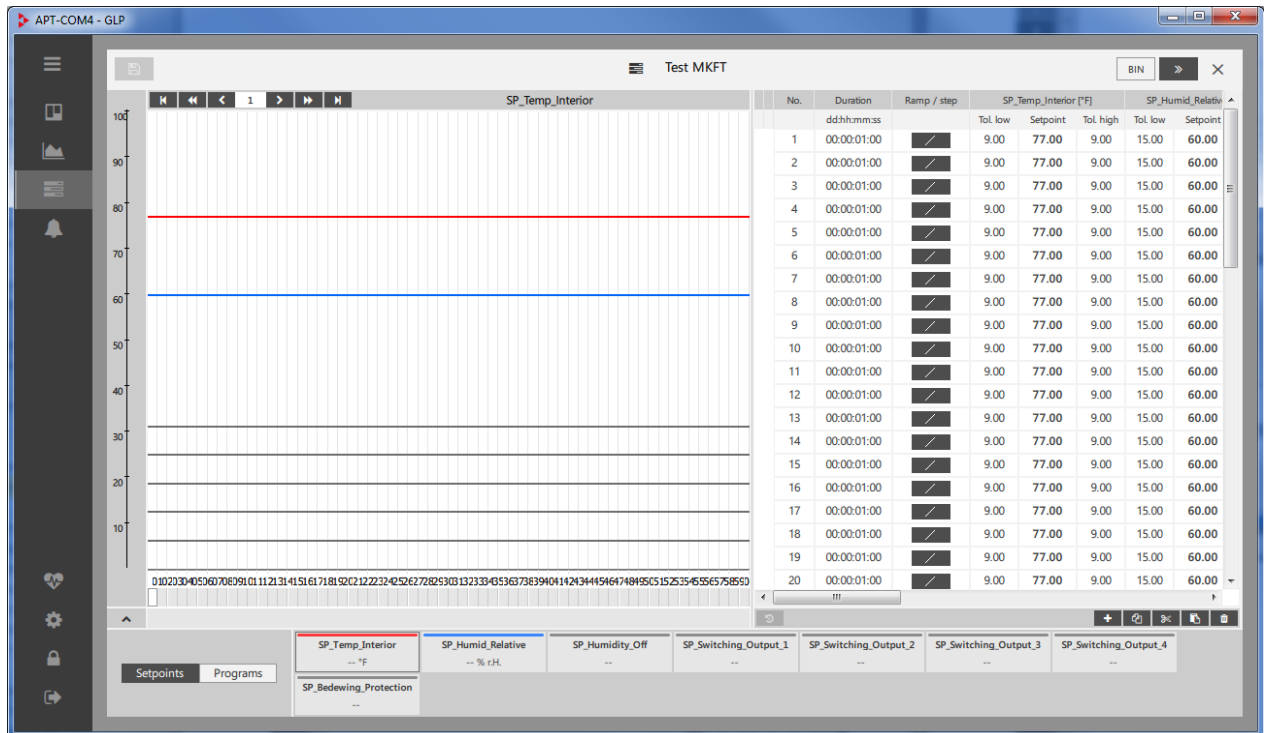 APT-COM4 - GLP
Test MKFT
BIN
1
SP_Temp_Interior
No. Duration Ramp / step SP_Temp_Interior [°F] SP_Humid_Relativ
dd:hh:mm:ss Tol. low Setpoint Tol. high Tol. low Setpoint
1 00:00:01:00 9.00 77.00 9.00 15.00 60.00
2 00:00:01:00 9.00 77.00 9.00 15.00 60.00
3 00:00:01:00 9.00 77.00 9.00 15.00 60.00
4 00:00:01:00 9.00 77.00 9.00 15.00 60.00
5 00:00:01:00 9.00 77.00 9.00 15.00 60.00
6 00:00:01:00 9.00 77.00 9.00 15.00 60.00
7 00:00:01:00 9.00 77.00 9.00 15.00 60.00
8 00:00:01:00 9.00 77.00 9.00 15.00 60.00
9 00:00:01:00 9.00 77.00 9.00 15.00 60.00
10 00:00:01:00 9.00 77.00 9.00 15.00 60.00
11 00:00:01:00 9.00 77.00 9.00 15.00 60.00
12 00:00:01:00 9.00 77.00 9.00 15.00 60.00
13 00:00:01:00 9.00 77.00 9.00 15.00 60.00
14 00:00:01:00 9.00 77.00 9.00 15.00 60.00
15 00:00:01:00 9.00 77.00 9.00 15.00 60.00
16 00:00:01:00 9.00 77.00 9.00 15.00 60.00
17 00:00:01:00 9.00 77.00 9.00 15.00 60.00
18 00:00:01:00 9.00 77.00 9.00 15.00 60.00
19 00:00:01:00 9.00 77.00 9.00 15.00 60.00
20 00:00:01:00 9.00 77.00 9.00 15.00 60.00
100
90
80
70
60
50
40
30
20
10
Setpoints Programs
SP_Temp_Interior SP_Humid_Relative SP_Humidity_Off SP_Switching_Output_1 SP_Switching_Output_2 SP_Switching_Output_3 SP_Switching_Output_4
-- °F -- % r.H. -- -- -- -- --
SP_Bedewing_Protection
--